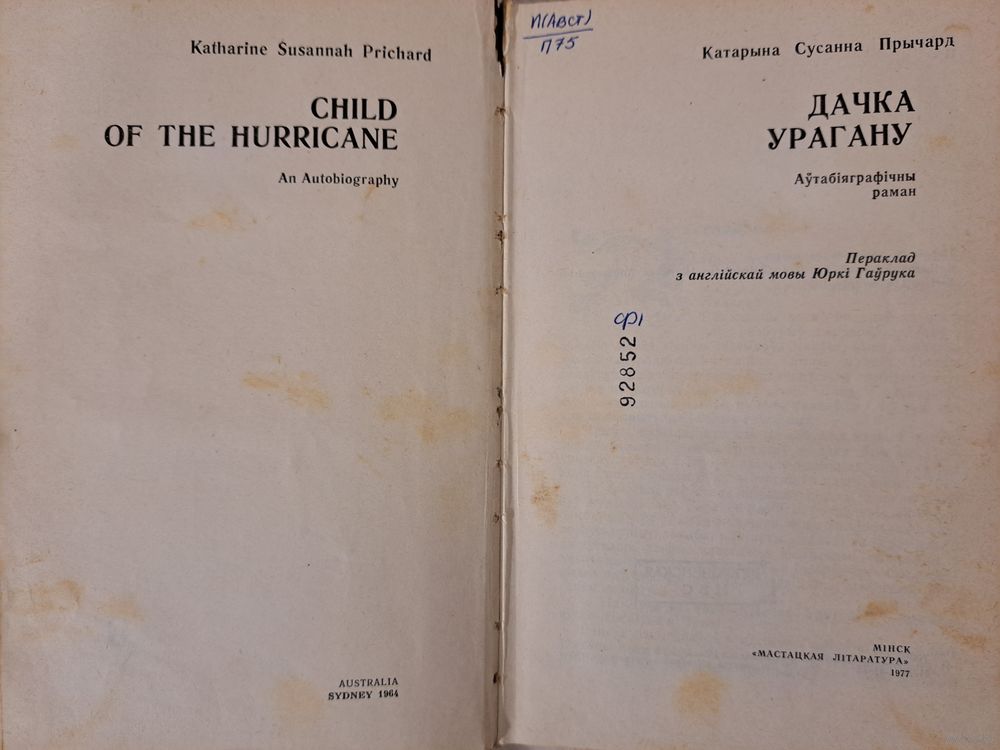 Katharine Susannah Prichard
CHILD
OF THE HURRICANE
An Autobiography
AUSTRALIA
SYDNEY 1964
И(АВСТ)
П75
Катарына Сусанна Прычард
ДАЧКА
УРАГАНУ
Аўтабіяграфічны
раман
Пераклад
з англійскай мовы Юркі Гаўрука
ф1
92852
МІНСК
«МАСТАЦКАЯ ЛІТАРАТУРА»
1977